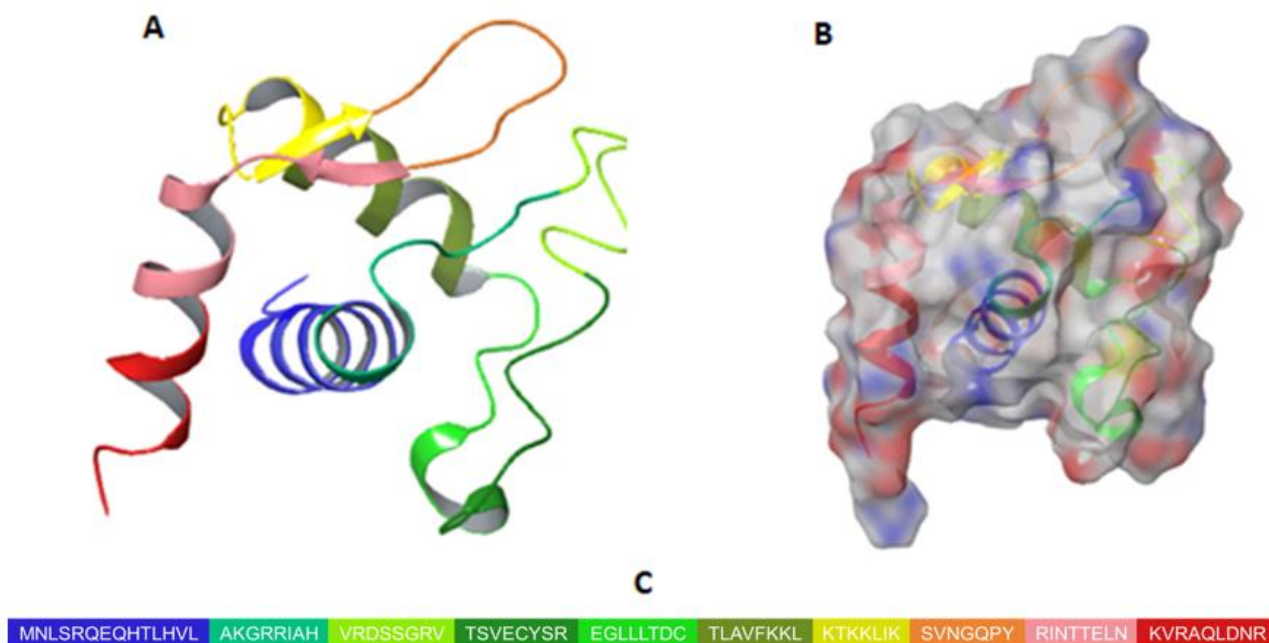 A
B
C
MNLSRQEQHTLHVL AKGRRIAH VRDSSGRV TSVECYSR EGLLLTDC TLAVFKKL KTKKLIK SVNGQPY RINTTELN KVRAQLDNR